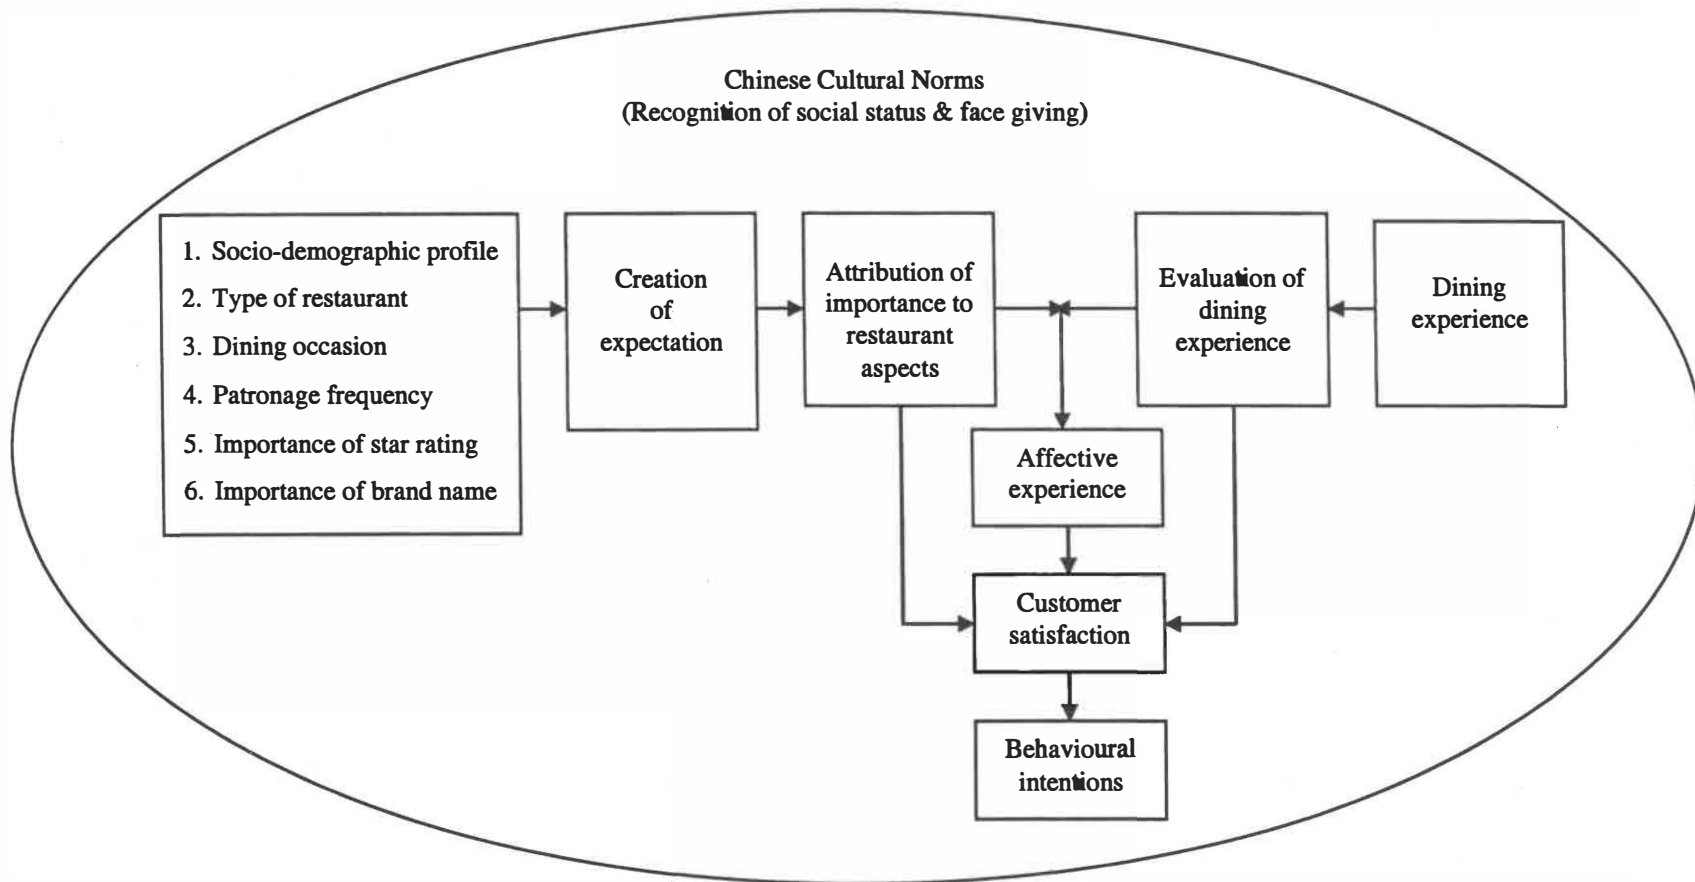 Chinese Cultural Norms
(Recognition of social status & face giving)
1. Socio-demographic profile
2. Type of restaurant
3. Dining occasion
4. Patronage frequency
5. Importance of star rating
6. Importance of brand name
Creation
of
expectation
Attribution of
importance to
restaurant
aspects
Evaluation of
dining
experience
Dining
experience
Affective
experience
Customer
satisfaction
Behavioural
intentions